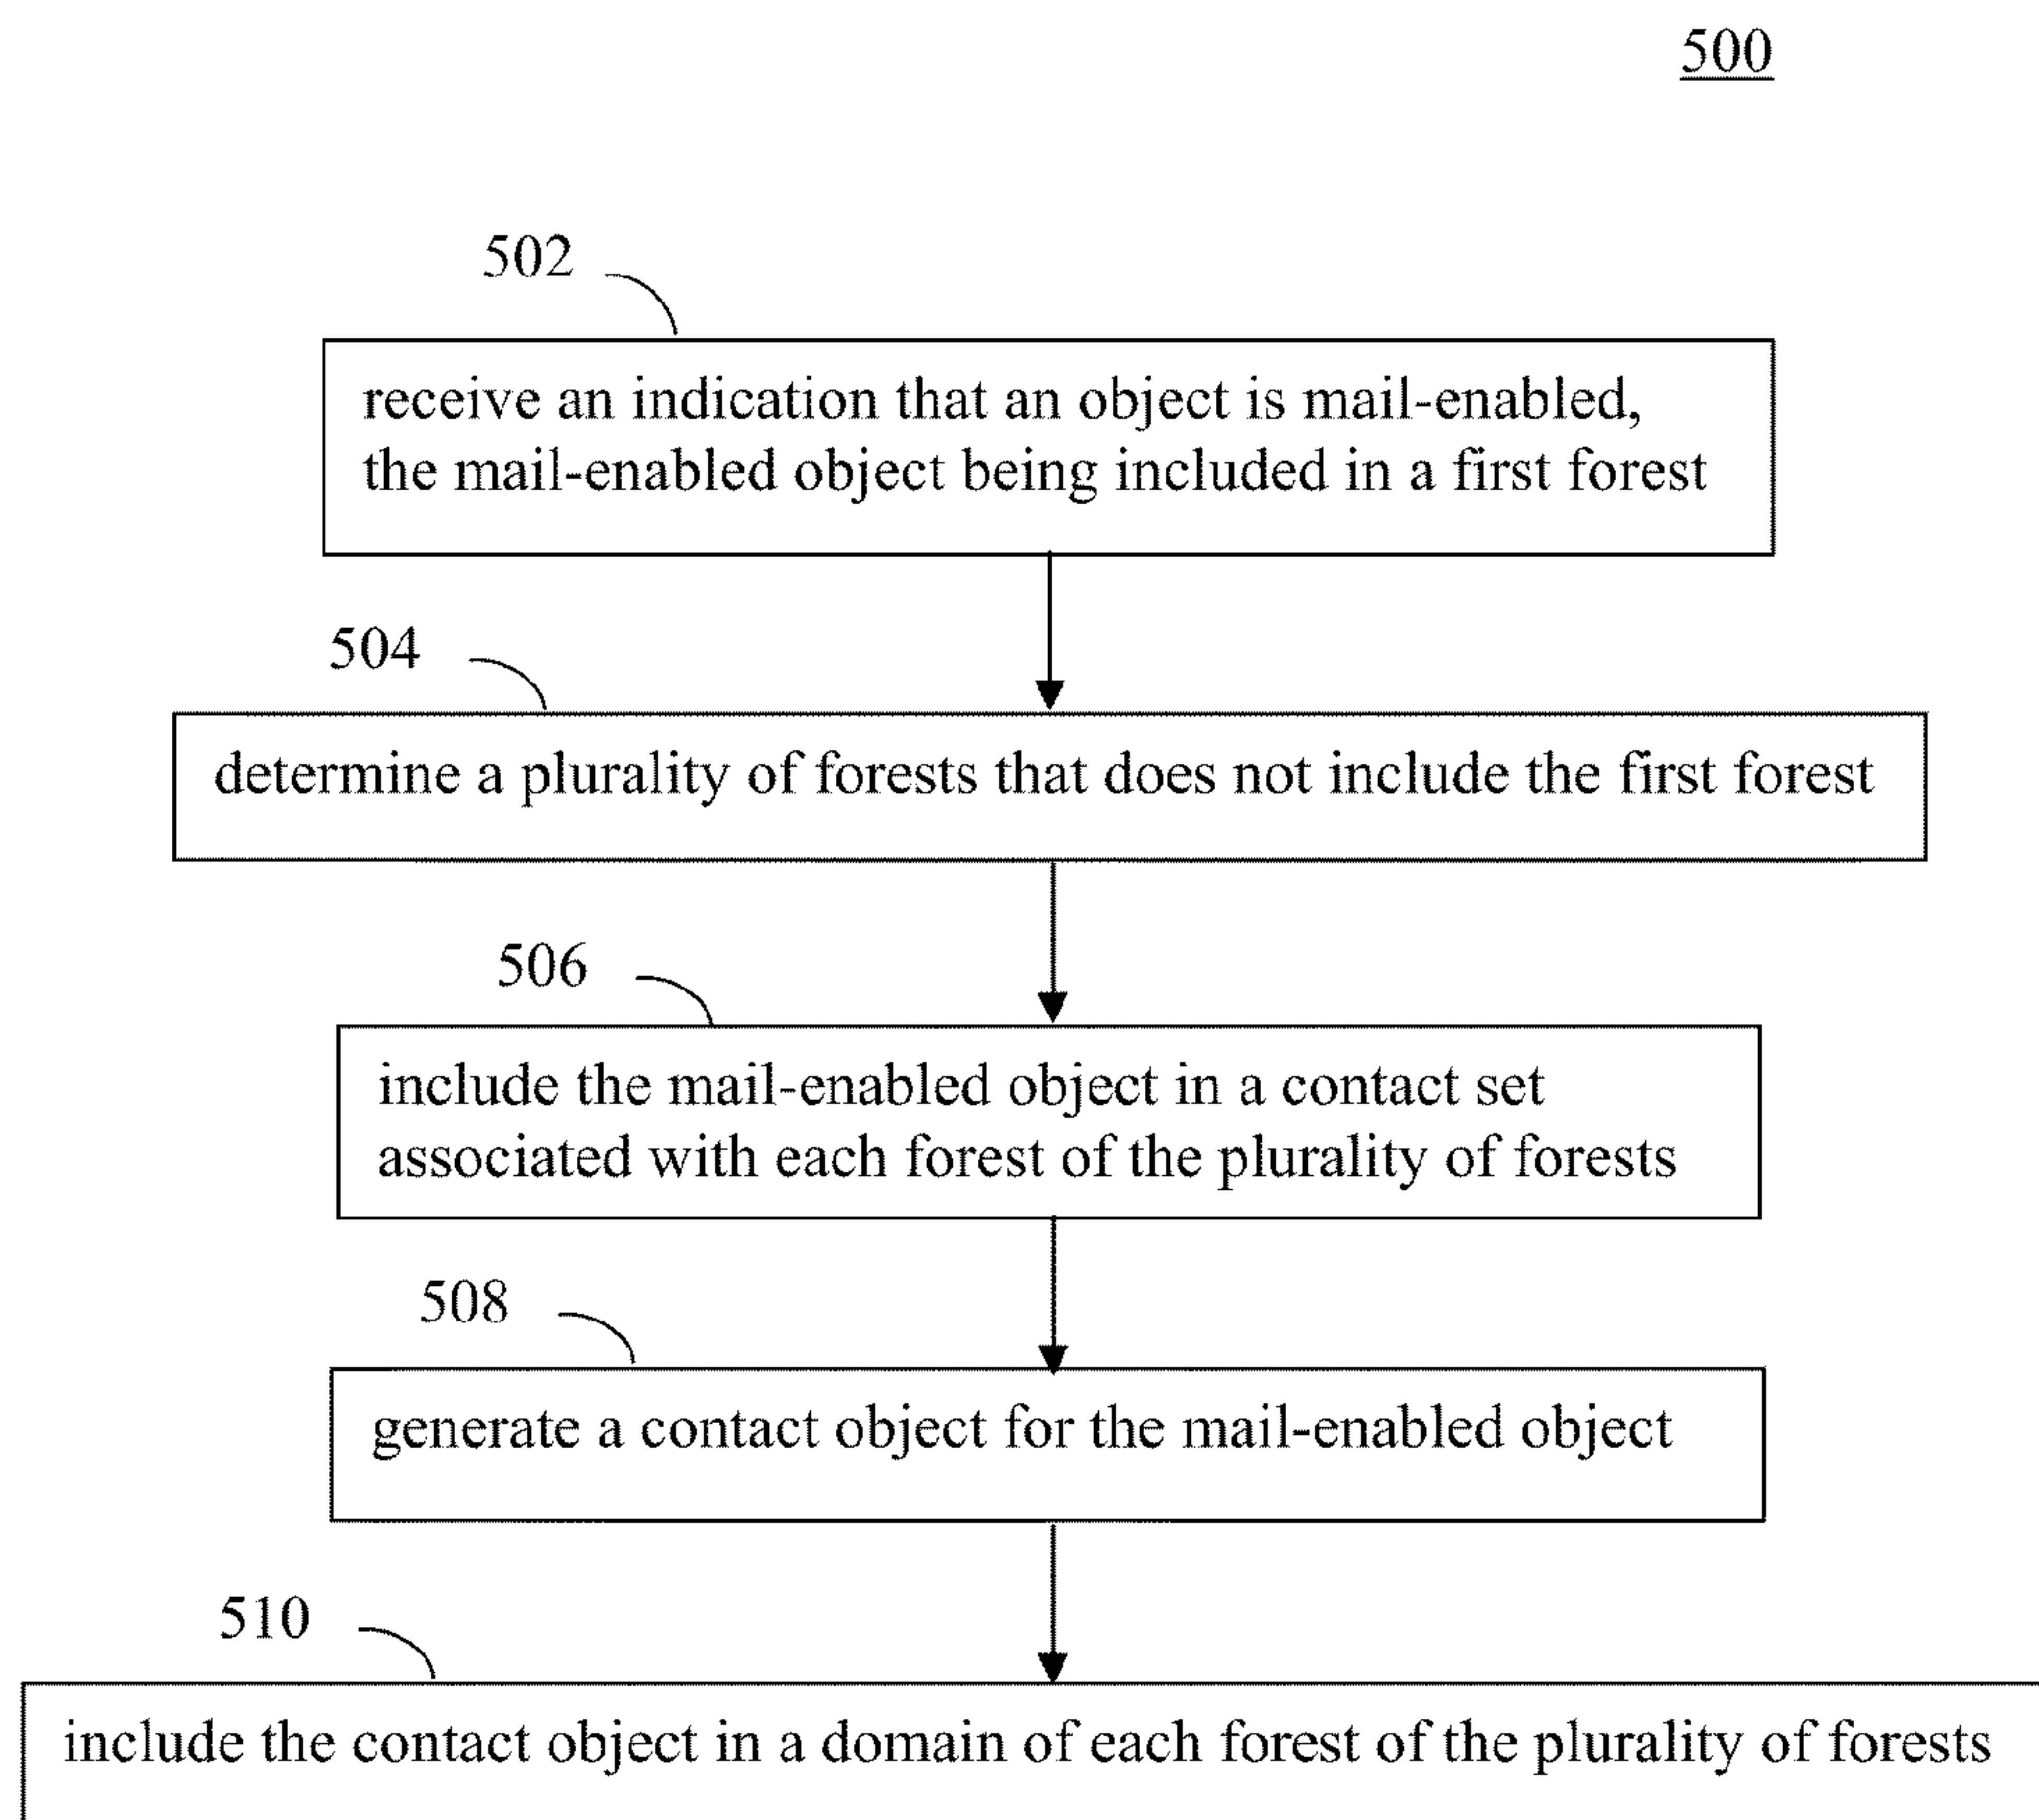 500
502
receive an indication that an object is mail-enabled,
the mail-enabled object being included in a first forest
504
determine a plurality of forests that does not include the first forest
506
include the mail-enabled object in a contact set
associated with each forest of the plurality of forests
508
generate a contact object for the mail-enabled object
510
include the contact object in a domain of each forest of the plurality of forests